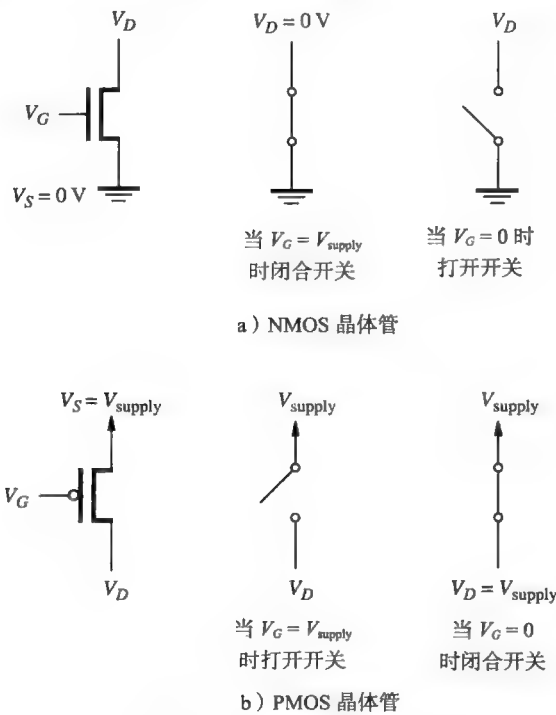 V_D
V_G
V_S = 0 V
V_D = 0 V
当 V_G = V_supply
时闭合开关
V_D
当 V_G = 0 时
打开开关
a）NMOS 晶体管
V_S = V_supply
V_G
V_D
V_supply
V_D
当 V_G = V_supply
时打开开关
V_supply
V_D = V_supply
当 V_G = 0
时闭合开关
b）PMOS 晶体管